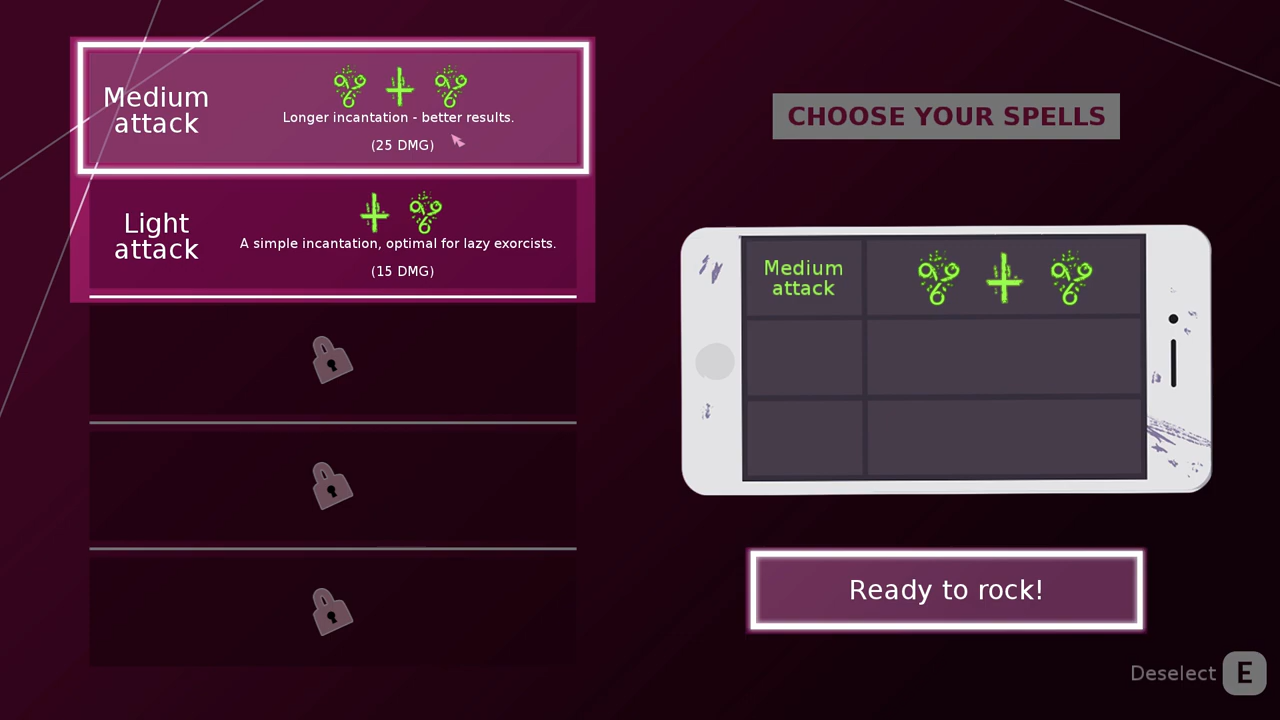 Medium
attack
Longer incantation - better results.
(25 DMG)
Light
attack
A simple incantation, optimal for lazy exorcists.
(15 DMG)
CHOOSE YOUR SPELLS
Medium
attack
Ready to rock!
Deselect E